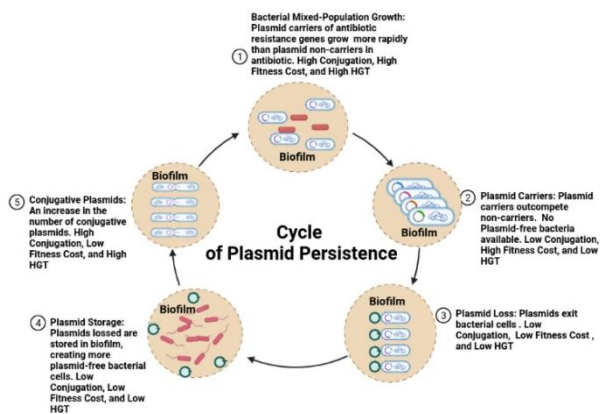 Bacterial Mixed-Population Growth:
Plasmid carriers of antibiotic
resistance genes grow more rapidly
than plasmid non-carriers in
1 antibiotic. High Conjugation, High
Fitness Cost, and High HGT
Biofilm
2 Plasmid Carriers: Plasmid
carriers outcompete
non-carriers. No
Plasmid-free bacteria
available. Low Conjugation,
High Fitness Cost, and Low
HGT
Biofilm
3 Plasmid Loss: Plasmids exit
bacterial cells . Low
Conjugation, Low Fitness Cost ,
and Low HGT
Biofilm
4 Plasmid Storage:
Plasmids lossed are
stored in biofilm,
creating more
plasmid-free bacterial
cells. Low
Conjugation, Low
Fitness Cost, and Low
HGT
Biofilm
5 Conjugative Plasmids:
An increase in the
number of conjugative
plasmids. High
Conjugation, Low
Fitness Cost, and High
HGT
Biofilm
Cycle
of Plasmid Persistence